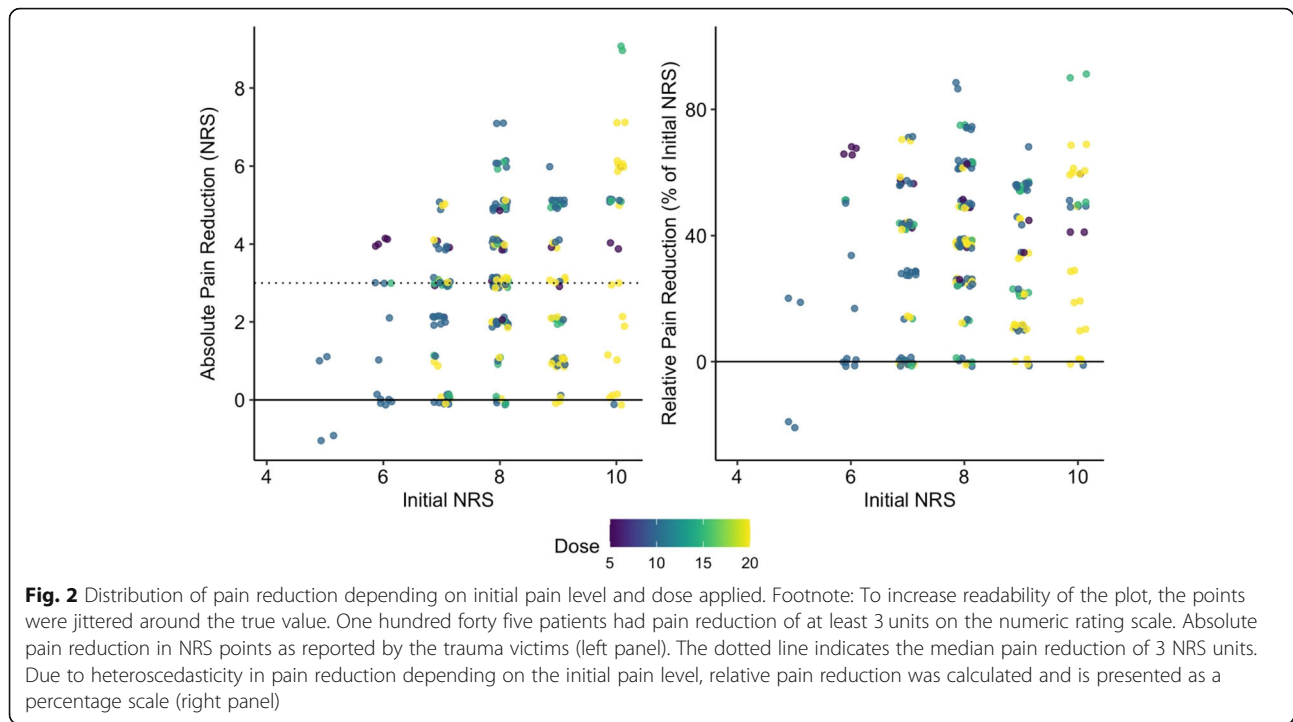 Absolute Pain Reduction (NRS)
8
6
4
2
0
4
6
8
10
Initial NRS
Relative Pain Reduction (% of Initlal NRS)
80
40
0
4
6
8
10
Initial NRS
Dose
5
10
15
20
Fig. 2 Distribution of pain reduction depending on initial pain level and dose applied. Footnote: To increase readability of the plot, the points
were jittered around the true value. One hundred forty five patients had pain reduction of at least 3 units on the numeric rating scale. Absolute
pain reduction in NRS points as reported by the trauma victims (left panel). The dotted line indicates the median pain reduction of 3 NRS units.
Due to heteroscedasticity in pain reduction depending on the initial pain level, relative pain reduction was calculated and is presented as a
percentage scale (right panel)